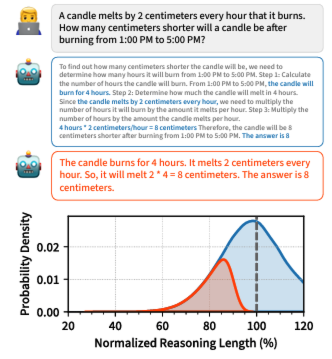 A candle melts by 2 centimeters every hour that it burns.
How many centimeters shorter will a candle be after
burning from 1:00 PM to 5:00 PM?
To find out how many centimeters shorter the candle will be, we need to
determine how many hours it will burn from 1:00 PM to 5:00 PM. Step 1: Calculate
the number of hours the candle will burn. From 1:00 PM to 5:00 PM, the candle will
burn for 4 hours. Step 2: Determine how much the candle will melt in 4 hours.
Since the candle melts by 2 centimeters every hour, we need to multiply the
number of hours it will burn by the amount it melts per hour. Step 3: Multiply the
number of hours by the amount the candle melts per hour.
4 hours * 2 centimeters/hour = 8 centimeters Therefore, the candle will be 8
centimeters shorter after burning from 1:00 PM to 5:00 PM. The answer is 8
The candle burns for 4 hours. It melts 2 centimeters every
hour. So, it will melt 2 * 4 = 8 centimeters. The answer is 8
centimeters.
Probability Density
0.02
0.01
0.00
20 40 60 80 100 120
Normalized Reasoning Length (%)